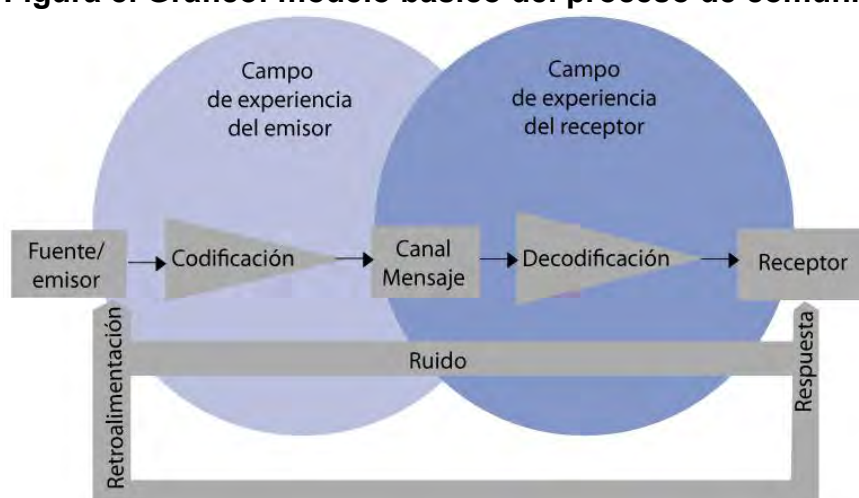 Campo
de experiencia
del emisor
Campo
de experiencia
del receptor
Fuente/
emisor
Codificación
Canal
Mensaje
Decodificación
Receptor
Retroalimentación
Ruido
Respuesta